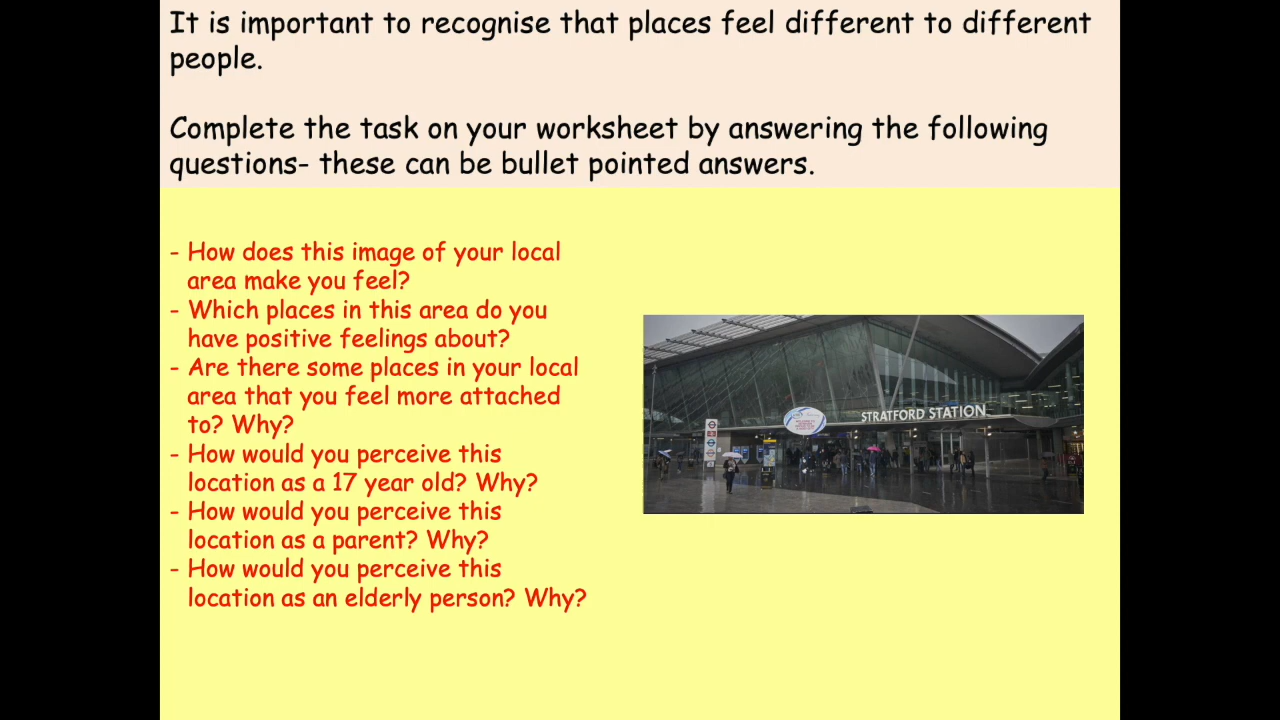 It is important to recognise that places feel different to different
people.
Complete the task on your worksheet by answering the following
questions- these can be bullet pointed answers.
- How does this image of your local
area make you feel?
- Which places in this area do you
have positive feelings about?
- Are there some places in your local
area that you feel more attached
to? Why?
- How would you perceive this
location as a 17 year old? Why?
- How would you perceive this
location as a parent? Why?
- How would you perceive this
location as an elderly person? Why?
STRATFORD STATION